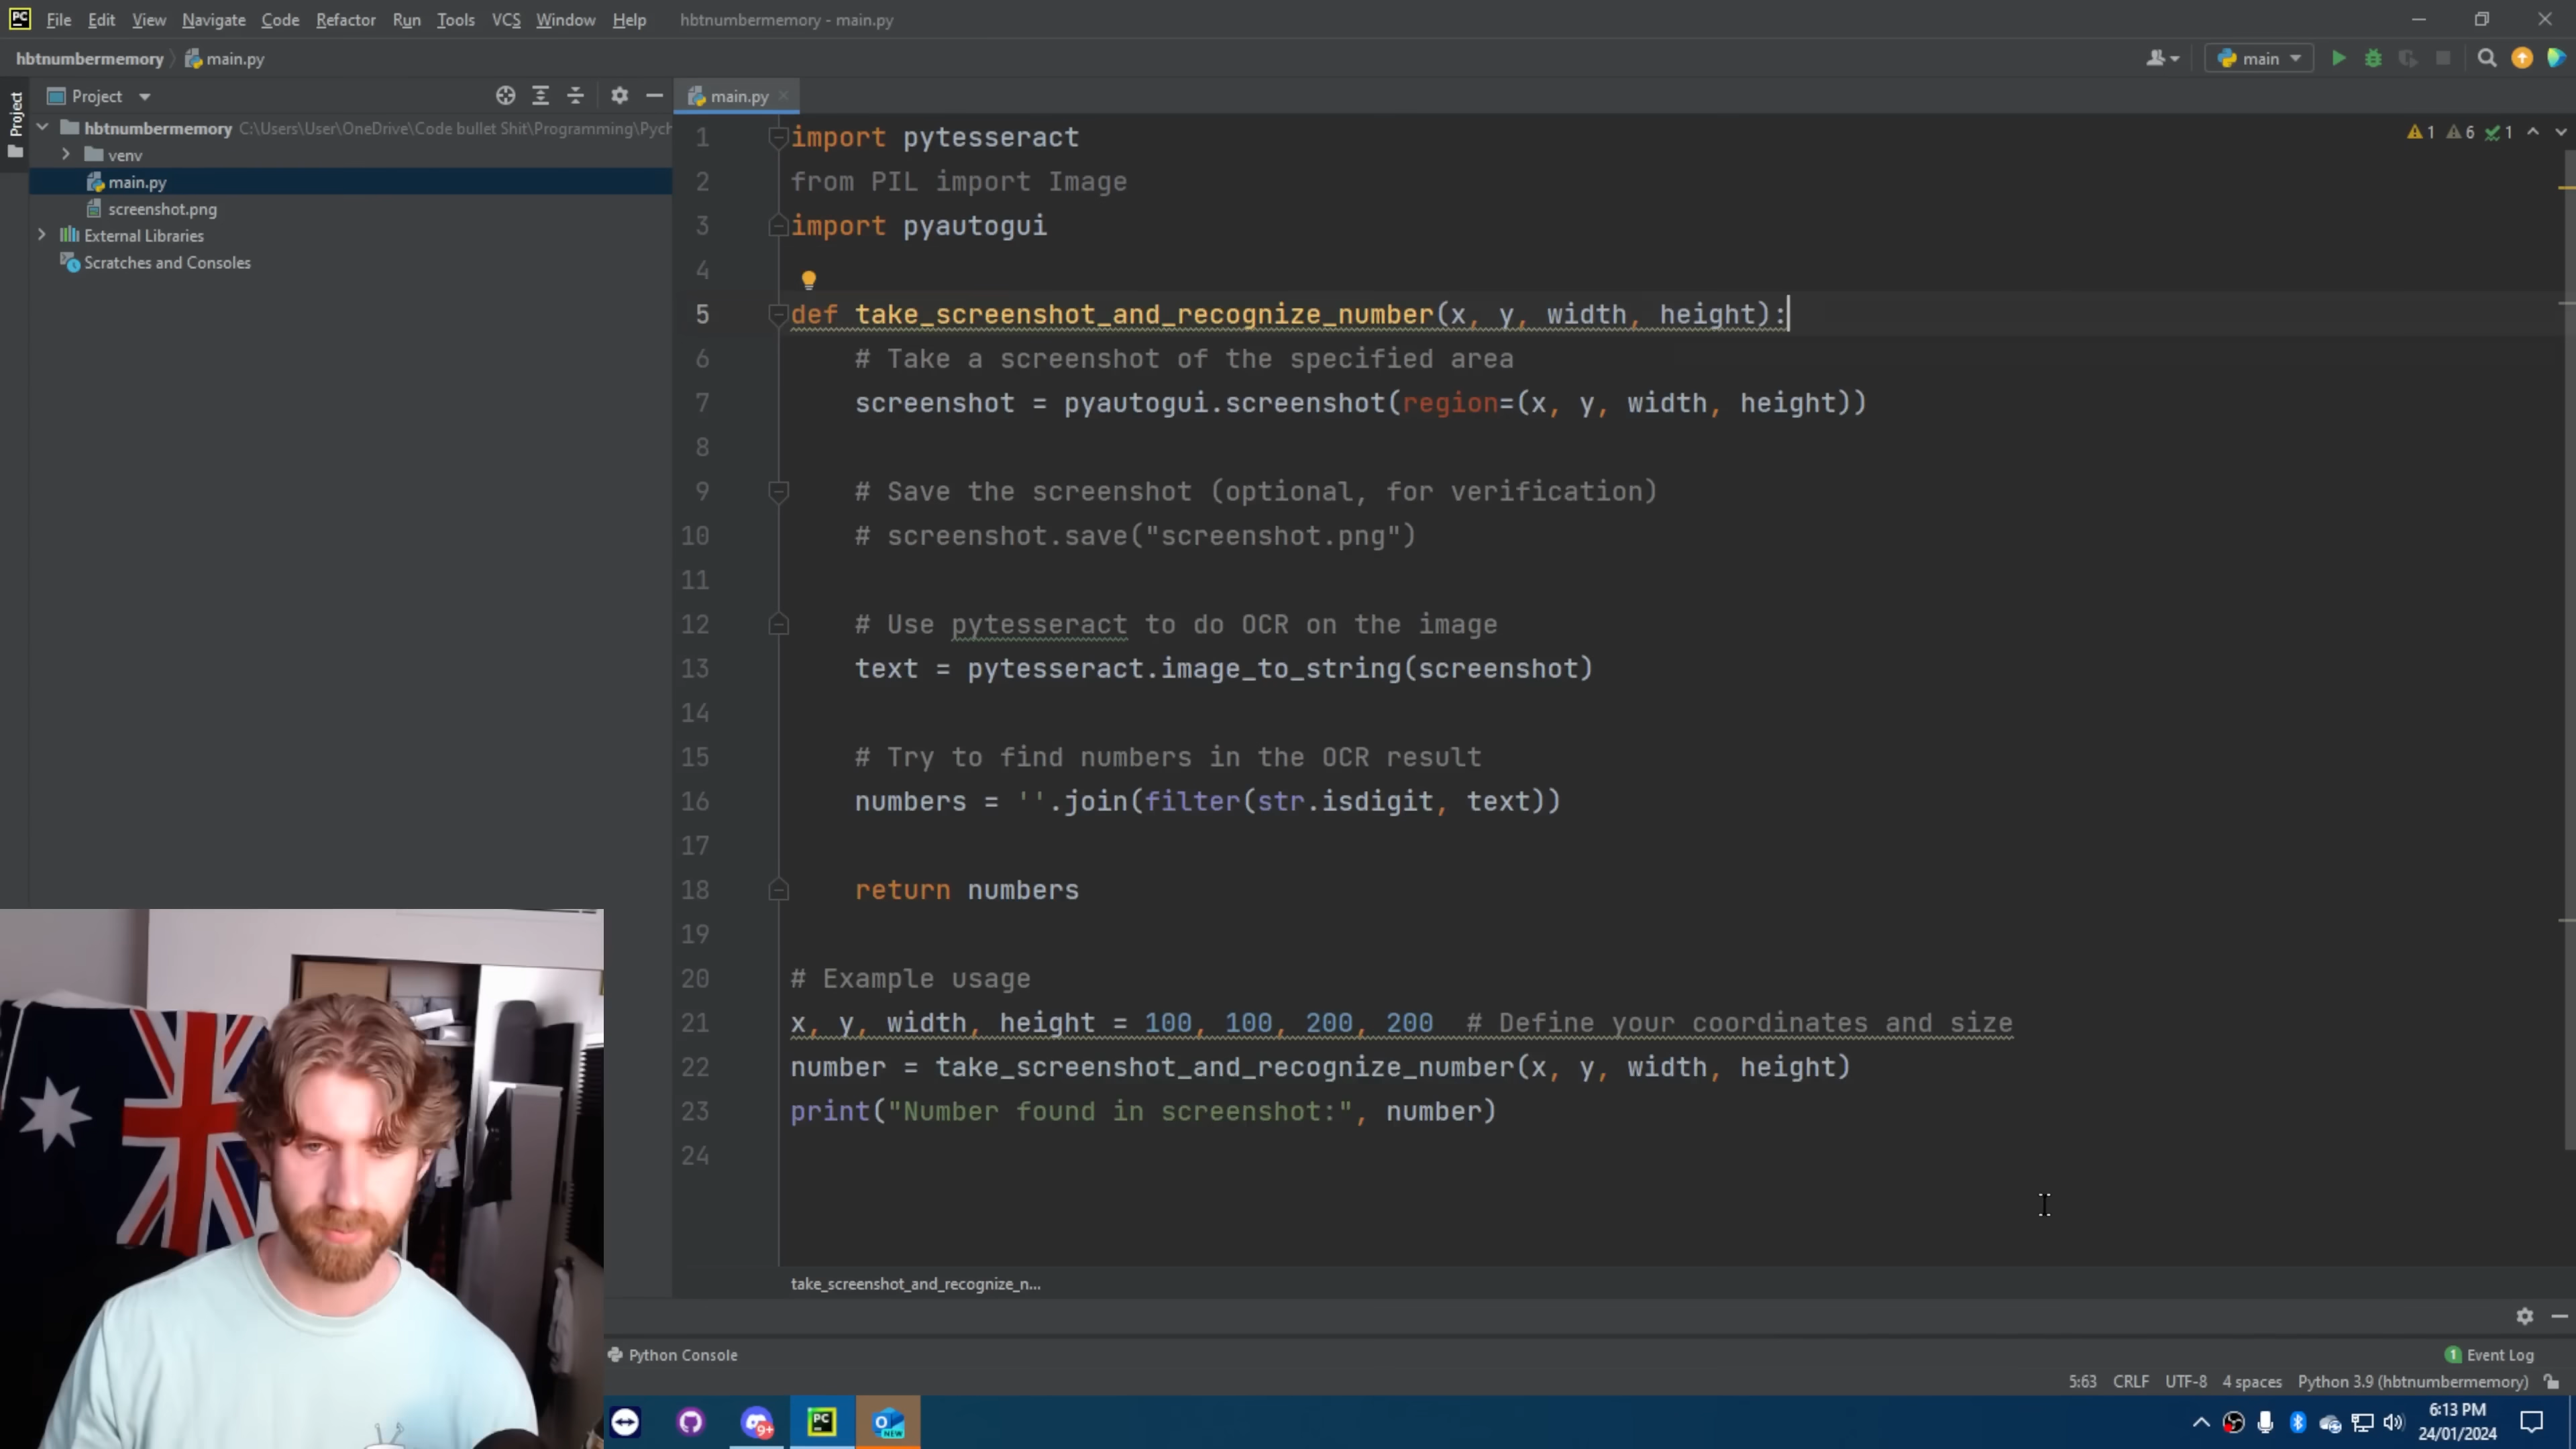 PC File Edit View Navigate Code Refactor Run Tools VCS Window Help hbtnumbermemory - main.py
hbtnumbermemory main.py main
Project Project main.py
hbtnumbermemory C:\Users\User\OneDrive\Code bullet Shit\Programming\Pych
venv
main.py
screenshot.png
External Libraries
Scratches and Consoles
1 6 1
1 import pytesseract
2 from PIL import Image
3 import pyautogui
4
5 def take_screenshot_and_recognize_number(x, y, width, height):
6 # Take a screenshot of the specified area
7 screenshot = pyautogui.screenshot(region=(x, y, width, height))
8
9 # Save the screenshot (optional, for verification)
10 # screenshot.save("screenshot.png")
11
12 # Use pytesseract to do OCR on the image
13 text = pytesseract.image_to_string(screenshot)
14
15 # Try to find numbers in the OCR result
16 numbers = ''.join(filter(str.isdigit, text))
17
18 return numbers
19
20 # Example usage
21 x, y, width, height = 100, 100, 200, 200 # Define your coordinates and size
22 number = take_screenshot_and_recognize_number(x, y, width, height)
23 print("Number found in screenshot:", number)
24
take_screenshot_and_recognize_n...
Python Console 1 Event Log
5:63 CRLF UTF-8 4 spaces Python 3.9 (hbtnumbermemory)
9+ PC O NEW
6:13 PM
24/01/2024